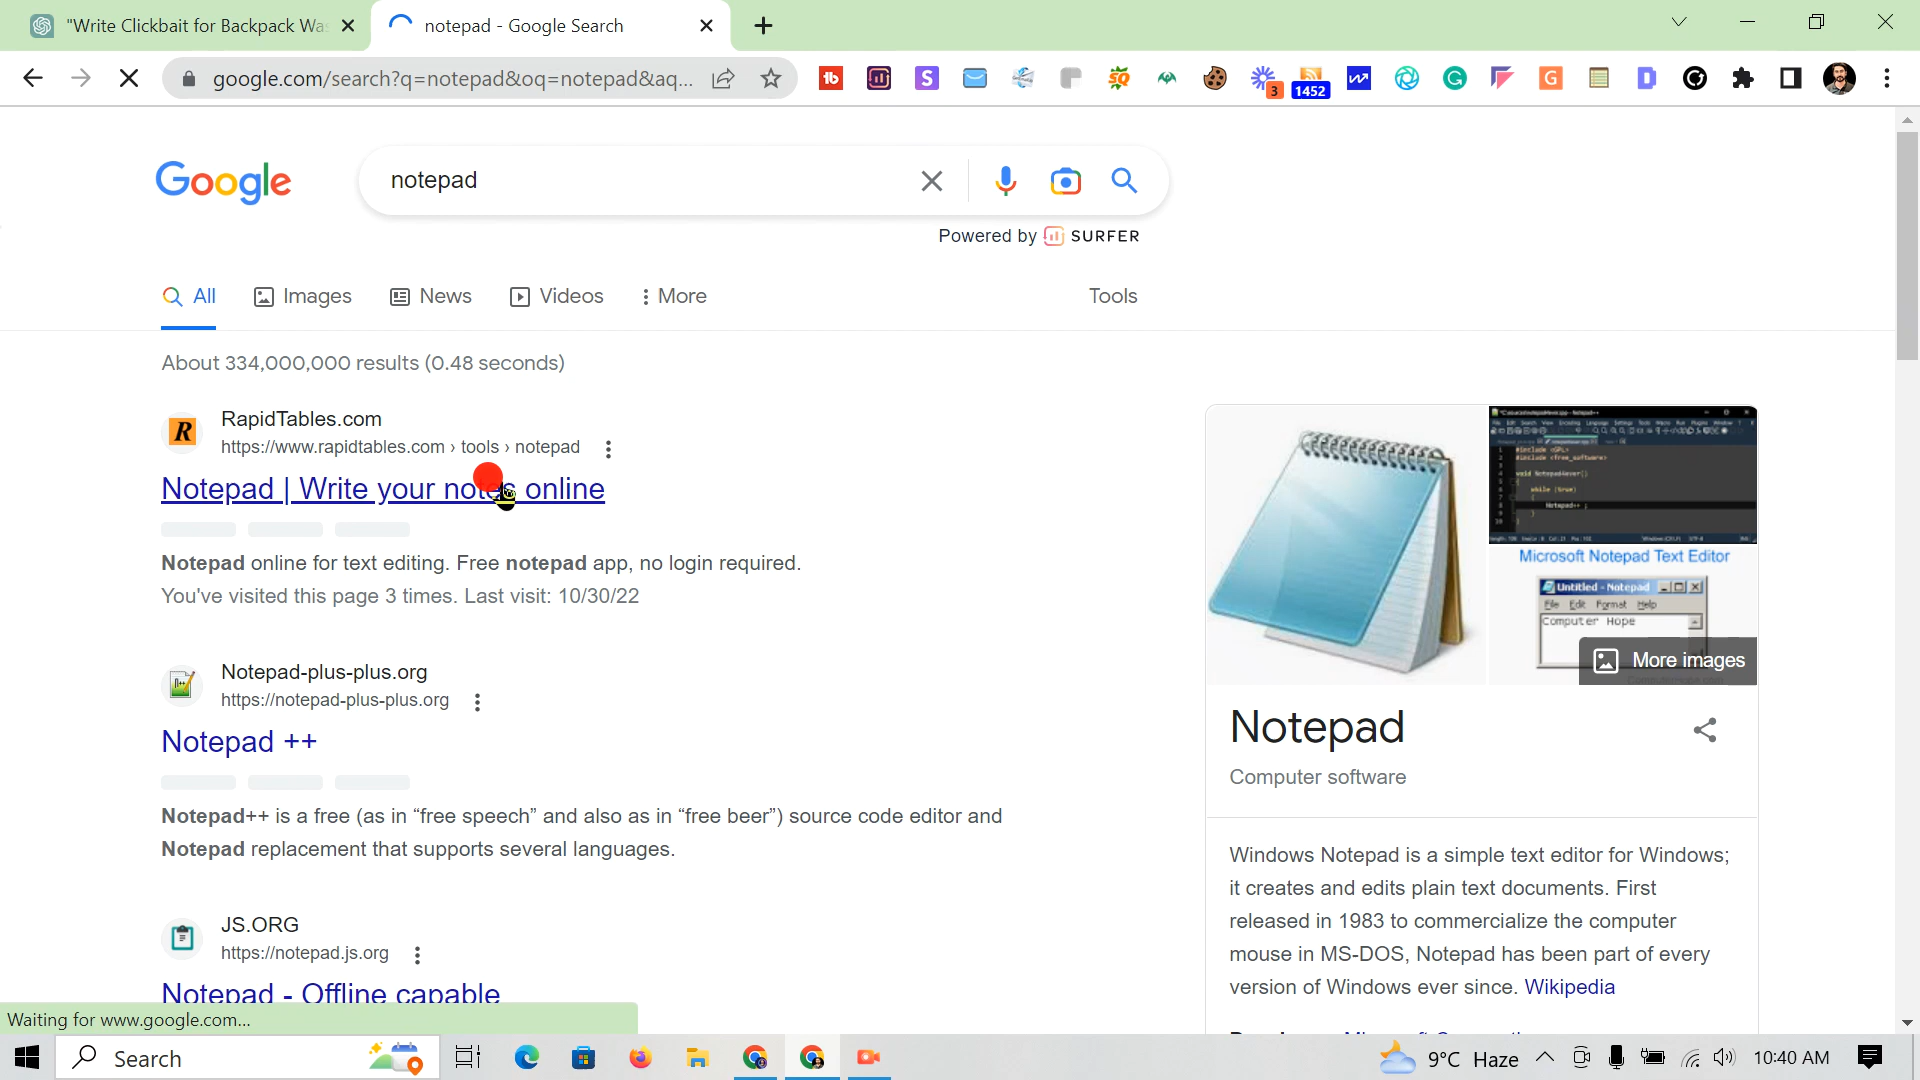 "Write Clickbait for Backpack Was
notepad - Google Search
google.com/search?q=notepad&oq=notepad&aq...
3
1452
Google
notepad
Powered by SURFER
All
Images
News
Videos
More
Tools
About 334,000,000 results (0.48 seconds)
RapidTables.com
https://www.rapidtables.com › tools › notepad
Notepad | Write your notes online
Notepad online for text editing. Free notepad app, no login required.
You've visited this page 3 times. Last visit: 10/30/22
Notepad-plus-plus.org
https://notepad-plus-plus.org
Notepad ++
Notepad++ is a free (as in “free speech” and also as in “free beer”) source code editor and
Notepad replacement that supports several languages.
JS.ORG
https://notepad.js.org
Notepad - Offline capable
Microsoft Notepad Text Editor
Untitled - Notepad
File Edit Format Help
Computer Hope
More images
Notepad
Computer software
Windows Notepad is a simple text editor for Windows;
it creates and edits plain text documents. First
released in 1983 to commercialize the computer
mouse in MS-DOS, Notepad has been part of every
version of Windows ever since. Wikipedia
Waiting for www.google.com...
Search
9°C Haze
10:40 AM